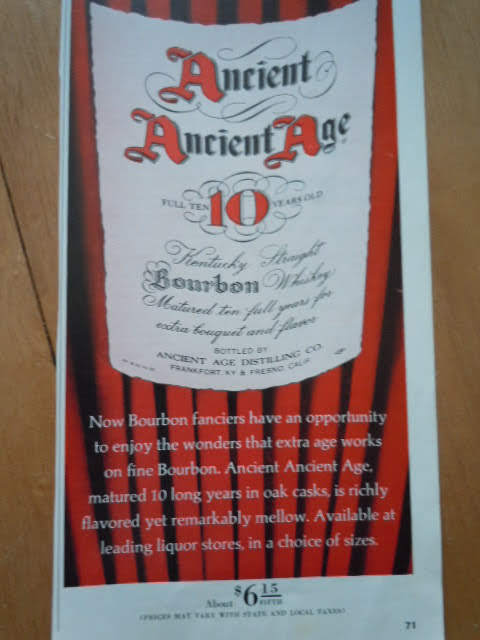 Ancient
Ancient Age
FULL TEN 10 YEARS OLD
Kentucky Straight
Bourbon Whiskey
Matured ten full years for
extra bouquet and flavor
BOTTLED BY
ANCIENT AGE DISTILLING CO.
FRANKFORT, KY & FRESNO, CALIF.
Now Bourbon fanciers have an opportunity
to enjoy the wonders that extra age works
on fine Bourbon. Ancient Ancient Age,
matured 10 long years in oak casks, is richly
flavored yet remarkably mellow. Available at
leading liquor stores, in a choice of sizes.
About $6 15 FIFTH
(PRICES MAY VARY WITH STATE AND LOCAL TAXES)
71